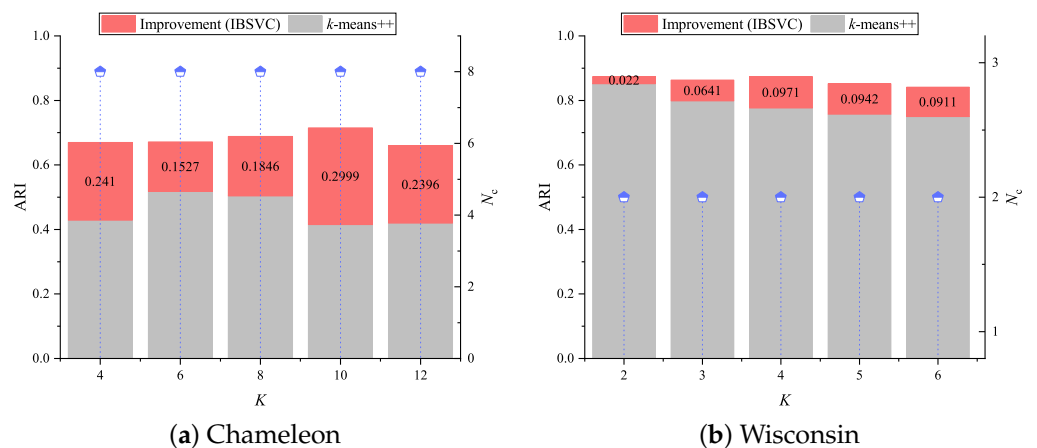 Improvement (IBSVC) k-means++
1.0
0.8
0.6
0.4
0.2
0.0
ARI
0.241 0.1527 0.1846 0.2999 0.2396
8
6
4
2
0
N_c
4 6 8 10 12
K
(a) Chameleon
Improvement (IBSVC) k-means++
1.0
0.8
0.6
0.4
0.2
0.0
ARI
0.022 0.0641 0.0971 0.0942 0.0911
3
2
1
N_c
2 3 4 5 6
K
(b) Wisconsin